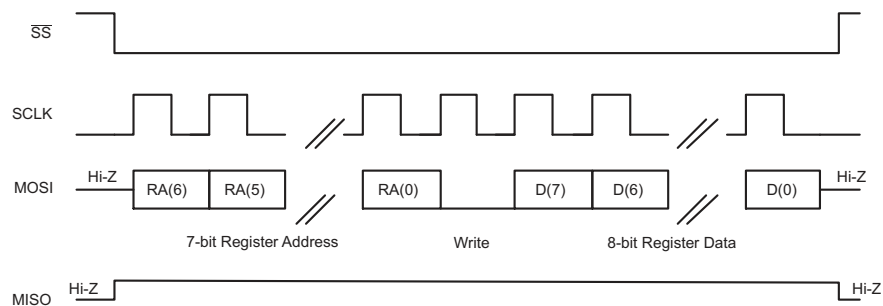 SS
SCLK
Hi-Z
MOSI
RA(6) RA(5) RA(0) D(7) D(6) D(0)
Hi-Z
7-bit Register Address Write 8-bit Register Data
Hi-Z
MISO
Hi-Z